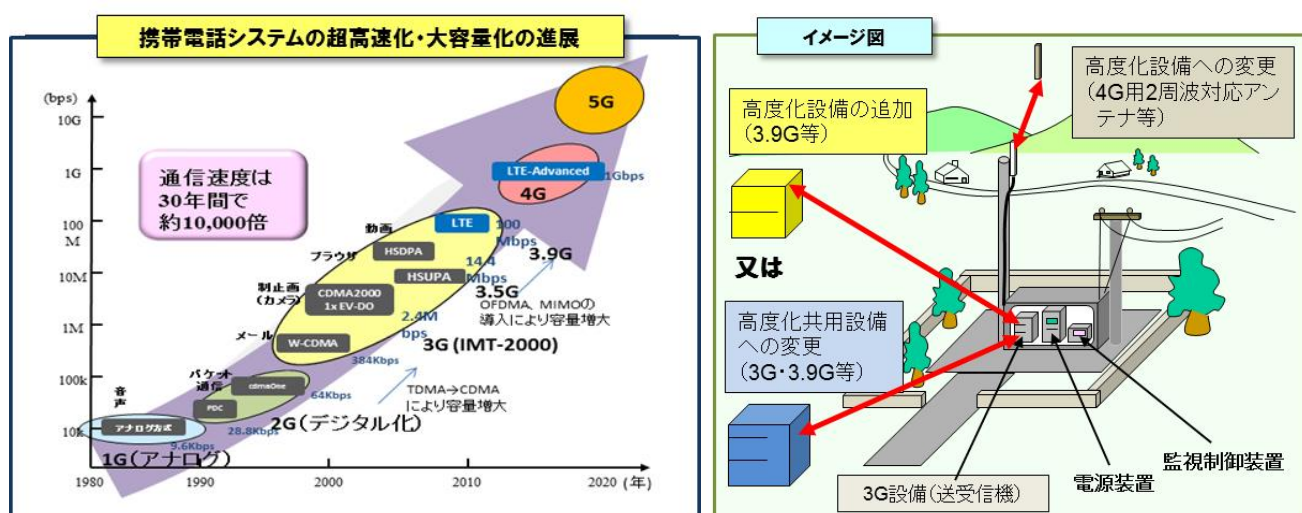 携帯電話システムの超高速化・大容量化の進展
(bps)
10G
1G
100
M
10M
1M
100k
10k
1980
1990
2000
2010
2020 (年)
通信速度は
30年間で
約10,000倍
5G
LTE-Advanced
4G
1Gbps
動画
LTE
100
Mbps
ブラウザ
HSDPA
3.9G
HSUPA
14.4
Mbps
3.5G
制止画
(カメラ)
CDMA2000
1x EV-DO
OFDMA, MIMOの
導入により容量増大
2.4M
bps
メール
W-CDMA
3G (IMT-2000)
384Kbps
パケット
通信
cdmaOne
64Kbps
TDMA→CDMA
により容量増大
音
声
PDC
28.8Kbps
2G(デジタル化)
アナログ方式
9.6Kbps
1G(アナログ)
イメージ図
高度化設備の追加
(3.9G等)
高度化設備への変更
(4G用2周波対応アン
テナ等)
又は
高度化共用設備
への変更
(3G・3.9G等)
3G設備(送受信機)
電源装置
監視制御装置